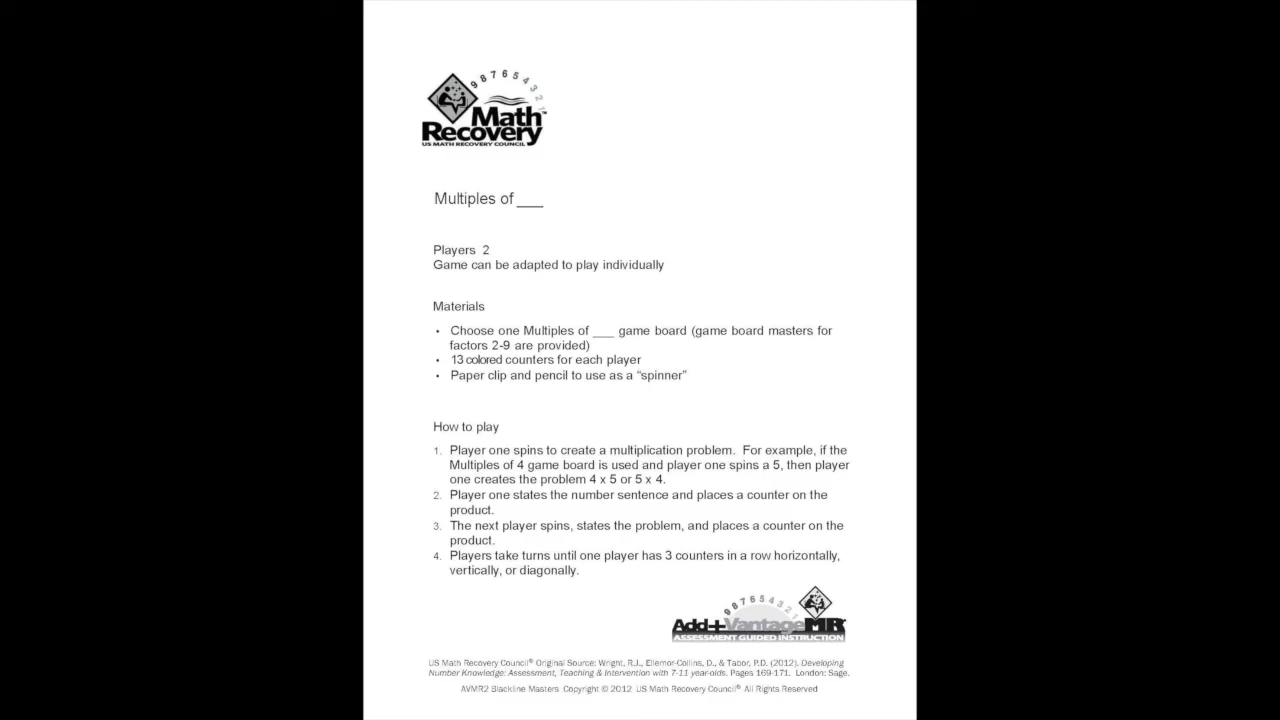 9 8 7 6 5 4 3 2 1
Math™
Recovery
US MATH RECOVERY COUNCIL
Multiples of ___
Players 2
Game can be adapted to play individually
Materials
• Choose one Multiples of ___ game board (game board masters for
factors 2-9 are provided)
• 13 colored counters for each player
• Paper clip and pencil to use as a “spinner”
How to play
1. Player one spins to create a multiplication problem. For example, if the
Multiples of 4 game board is used and player one spins a 5, then player
one creates the problem 4 x 5 or 5 x 4.
2. Player one states the number sentence and places a counter on the
product.
3. The next player spins, states the problem, and places a counter on the
product.
4. Players take turns until one player has 3 counters in a row horizontally,
vertically, or diagonally.
9 8 7 6 5 4 3 2 1
Add+VantageMR
ASSESSMENT GUIDED INSTRUCTION
US Math Recovery Council® Original Source: Wright, R.J., Ellemor-Collins, D., & Tabor, P.D. (2012). Developing
Number Knowledge: Assessment, Teaching & Intervention with 7-11 year-olds. Pages 169-171. London: Sage.
AVMR2 Blackline Masters Copyright © 2012 US Math Recovery Council® All Rights Reserved